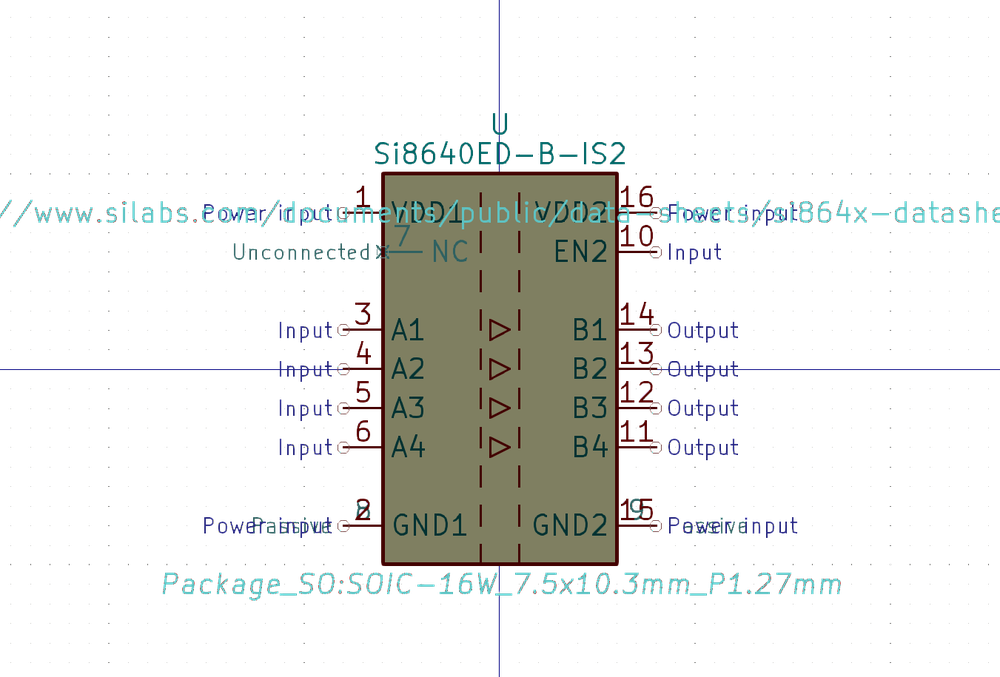 U
Si8640ED-B-IS2
//www.silabs.com/documents/public/data-sheets/si864x-datashe
Power input 1 VDD1 VDD2 16 Power input
Unconnected 7 NC EN2 10 Input
Input 3 A1 B1 14 Output
Input 4 A2 B2 13 Output
Input 5 A3 B3 12 Output
Input 6 A4 B4 11 Output
Power input Passive 2 8 GND1 GND2 15 9 Power input Passive
Package_SO:SOIC-16W_7.5x10.3mm_P1.27mm